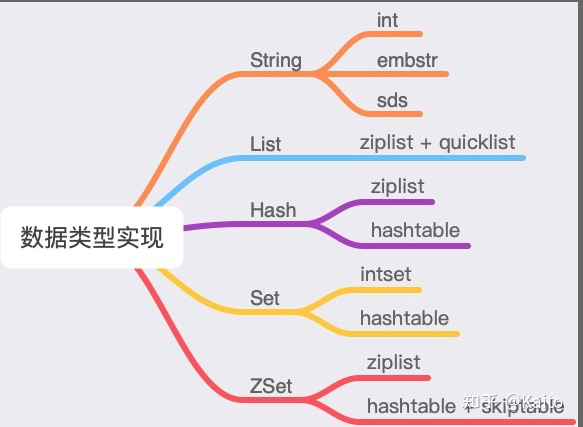 int
String
embstr
sds
List
ziplist + quicklist
ziplist
Hash
hashtable
数据类型实现
intset
Set
hashtable
ziplist
ZSet
hashtable + skiptable
知乎 @Kaito